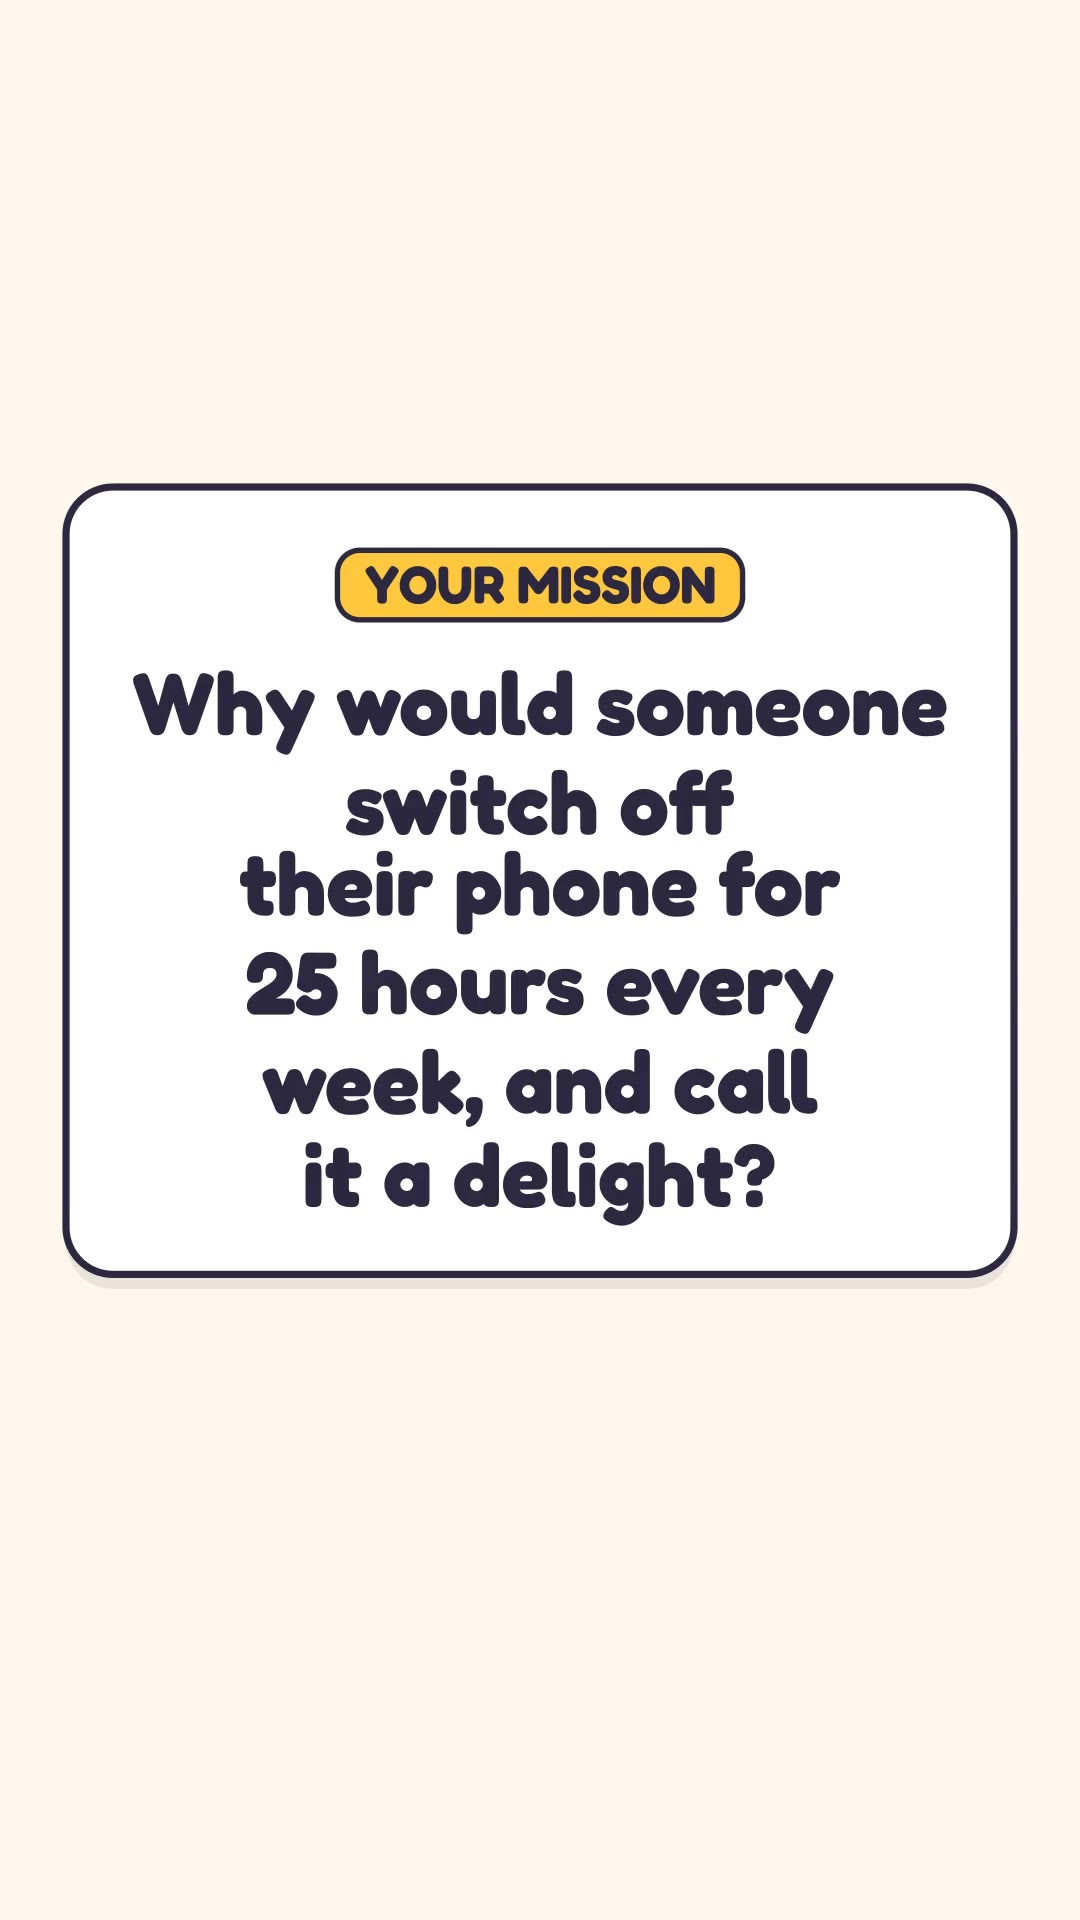 YOUR MISSION
Why would someone
switch off
their phone for
25 hours every
week, and call
it a delight?